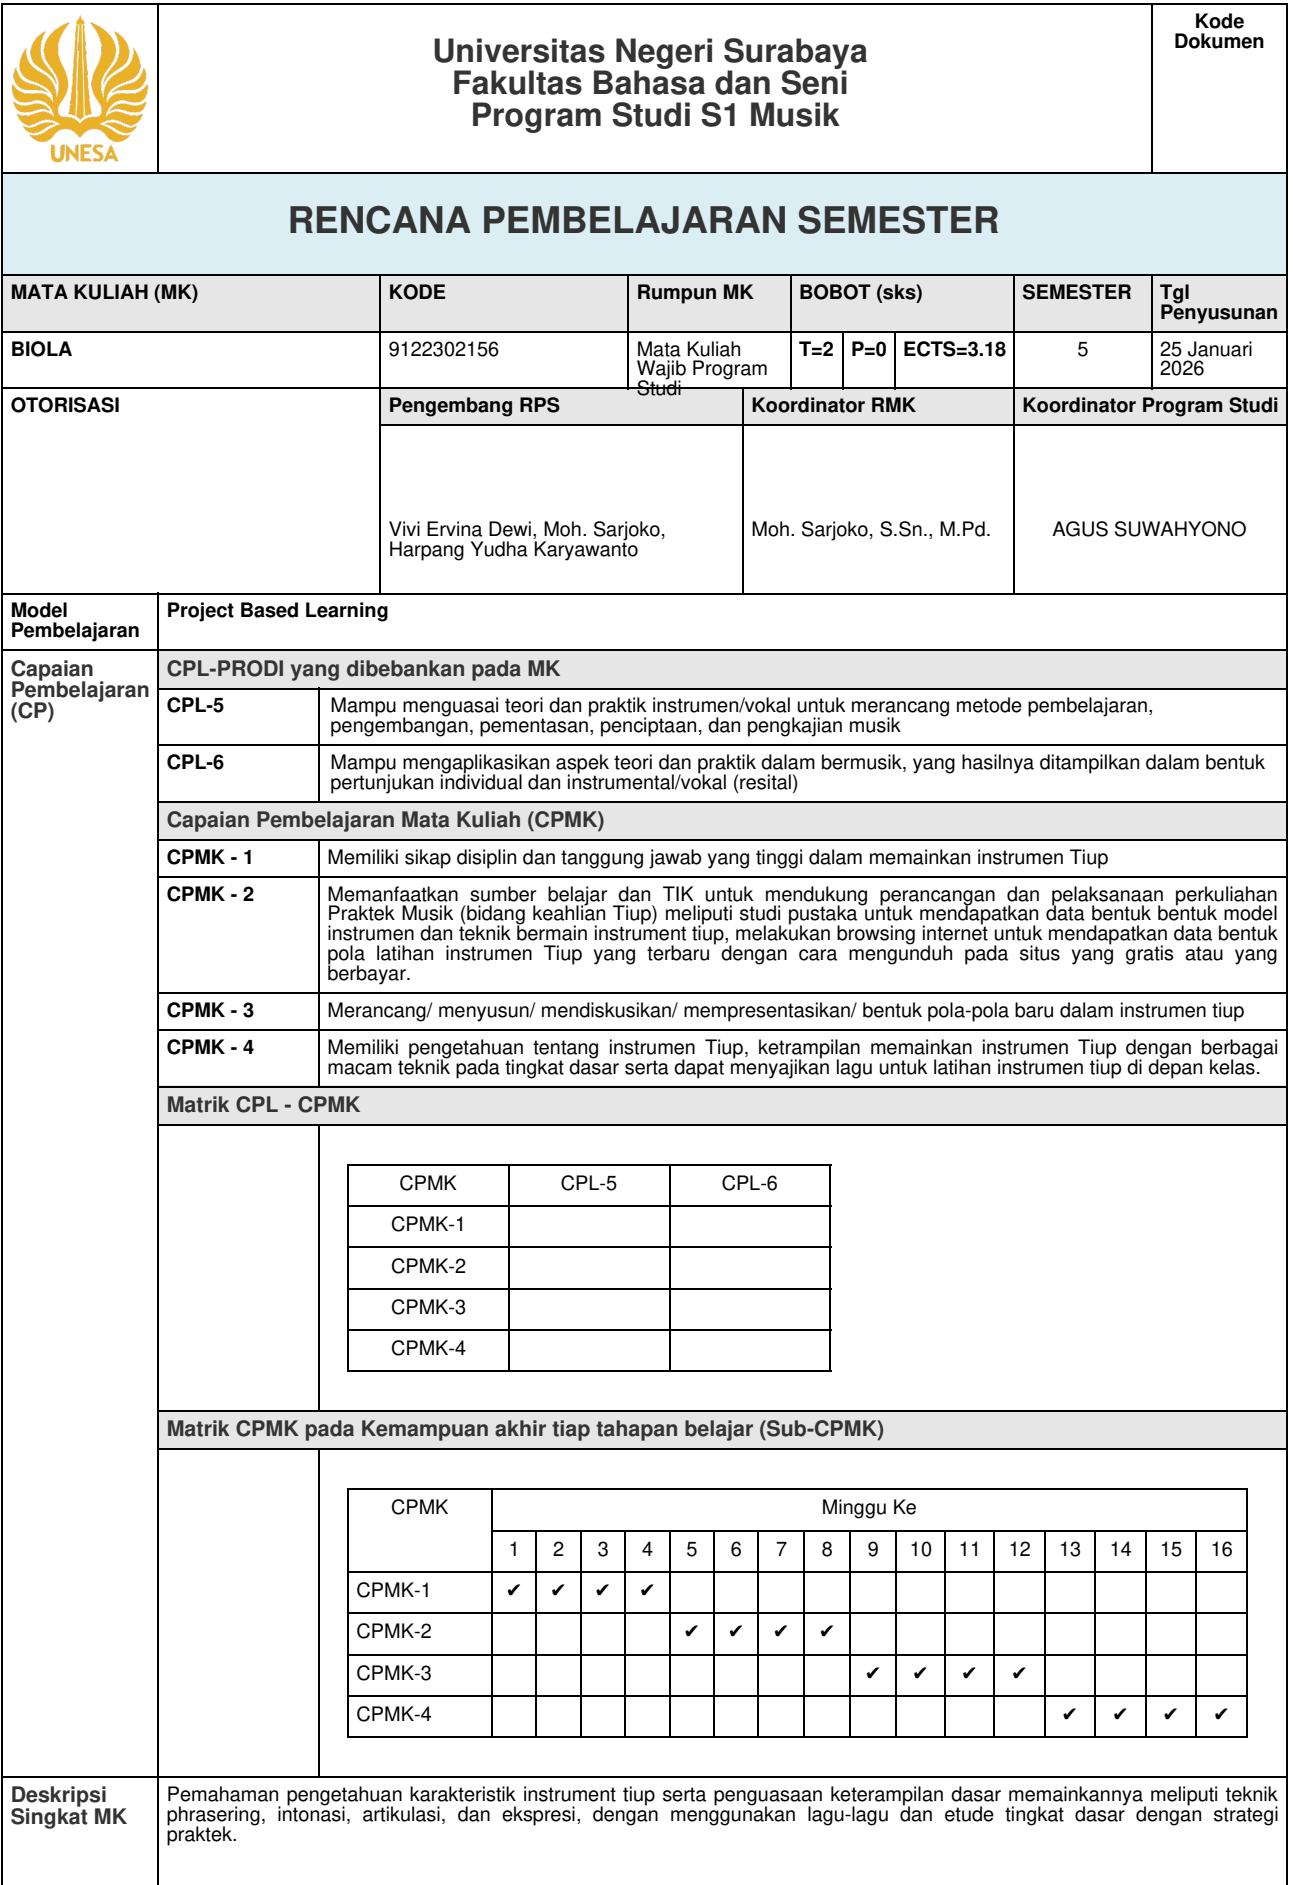 UNESA
Universitas Negeri Surabaya
Fakultas Bahasa dan Seni
Program Studi S1 Musik
Kode
Dokumen
RENCANA PEMBELAJARAN SEMESTER
MATA KULIAH (MK) KODE Rumpun MK BOBOT (sks) SEMESTER Tgl
Penyusunan
BIOLA 9122302156 Mata Kuliah
Wajib Program
Studi
T=2 P=0 ECTS=3.18 5 25 Januari
2026
OTORISASI Pengembang RPS Koordinator RMK Koordinator Program Studi
Vivi Ervina Dewi, Moh. Sarjoko,
Harpang Yudha Karyawanto
Moh. Sarjoko, S.Sn., M.Pd. AGUS SUWAHYONO
Model
Pembelajaran
Project Based Learning
Capaian
Pembelajaran
(CP)
CPL-PRODI yang dibebankan pada MK
CPL-5 Mampu menguasai teori dan praktik instrumen/vokal untuk merancang metode pembelajaran,
pengembangan, pementasan, penciptaan, dan pengkajian musik
CPL-6 Mampu mengaplikasikan aspek teori dan praktik dalam bermusik, yang hasilnya ditampilkan dalam bentuk
pertunjukan individual dan instrumental/vokal (resital)
Capaian Pembelajaran Mata Kuliah (CPMK)
CPMK - 1 Memiliki sikap disiplin dan tanggung jawab yang tinggi dalam memainkan instrumen Tiup
CPMK - 2 Memanfaatkan sumber belajar dan TIK untuk mendukung perancangan dan pelaksanaan perkuliahan
Praktek Musik (bidang keahlian Tiup) meliputi studi pustaka untuk mendapatkan data bentuk bentuk model
instrumen dan teknik bermain instrument tiup, melakukan browsing internet untuk mendapatkan data bentuk
pola latihan instrumen Tiup yang terbaru dengan cara mengunduh pada situs yang gratis atau yang
berbayar.
CPMK - 3 Merancang/ menyusun/ mendiskusikan/ mempresentasikan/ bentuk pola-pola baru dalam instrumen tiup
CPMK - 4 Memiliki pengetahuan tentang instrumen Tiup, ketrampilan memainkan instrumen Tiup dengan berbagai
macam teknik pada tingkat dasar serta dapat menyajikan lagu untuk latihan instrumen tiup di depan kelas.
Matrik CPL - CPMK
CPMK CPL-5 CPL-6
CPMK-1
CPMK-2
CPMK-3
CPMK-4
Matrik CPMK pada Kemampuan akhir tiap tahapan belajar (Sub-CPMK)
CPMK Minggu Ke
1 2 3 4 5 6 7 8 9 10 11 12 13 14 15 16
CPMK-1 ✔ ✔ ✔ ✔
CPMK-2 ✔ ✔ ✔ ✔
CPMK-3 ✔ ✔ ✔ ✔
CPMK-4 ✔ ✔ ✔ ✔
Deskripsi
Singkat MK
Pemahaman pengetahuan karakteristik instrument tiup serta penguasaan keterampilan dasar memainkannya meliputi teknik
phrasering, intonasi, artikulasi, dan ekspresi, dengan menggunakan lagu-lagu dan etude tingkat dasar dengan strategi
praktek.